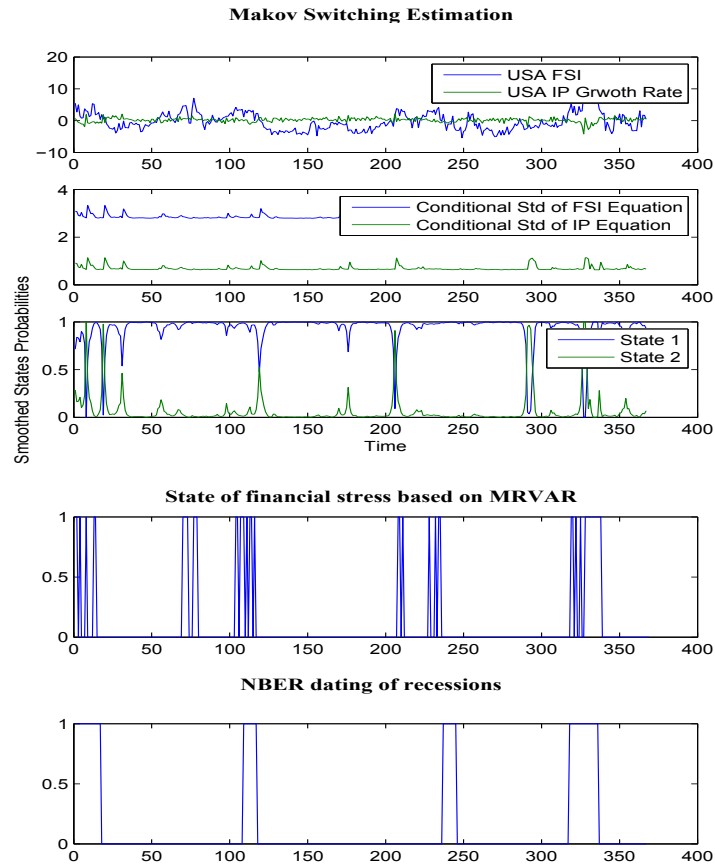 Makov Switching Estimation
20
10
0
−10
0 50 100 150 200 250 300 350 400
USA FSI
USA IP Grwoth Rate
4
2
0
0 50 100 150 200 250 300 350 400
Conditional Std of FSI Equation
Conditional Std of IP Equation
Smoothed States Probabilities
1
0.5
0
0 50 100 150 200 250 300 350 400
State 1
State 2
Time
State of financial stress based on MRVAR
1
0.5
0
0 50 100 150 200 250 300 350 400
NBER dating of recessions
1
0.5
0
0 50 100 150 200 250 300 350 400